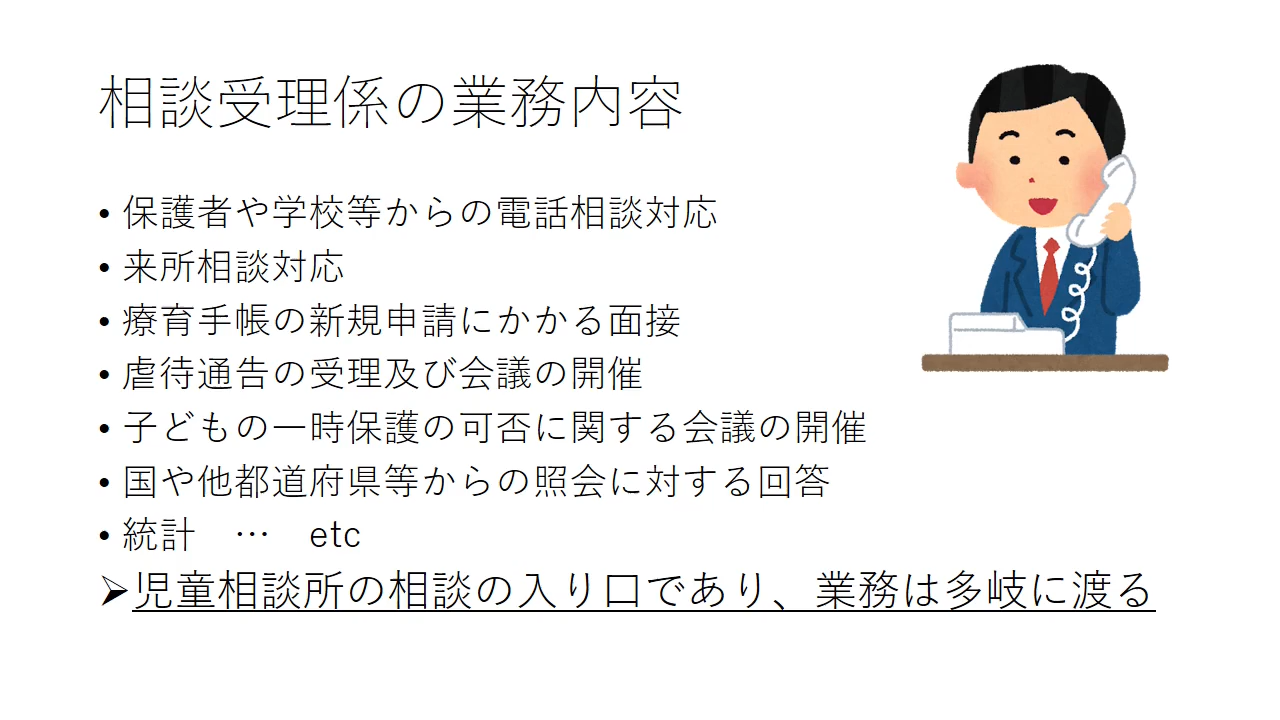 相談受理係の業務内容
• 保護者や学校等からの電話相談対応
• 来所相談対応
• 療育手帳の新規申請にかかる面接
• 虐待通告の受理及び会議の開催
• 子どもの一時保護の可否に関する会議の開催
• 国や他都道府県等からの照会に対する回答
• 統計　…　etc
➢児童相談所の相談の入り口であり、業務は多岐に渡る